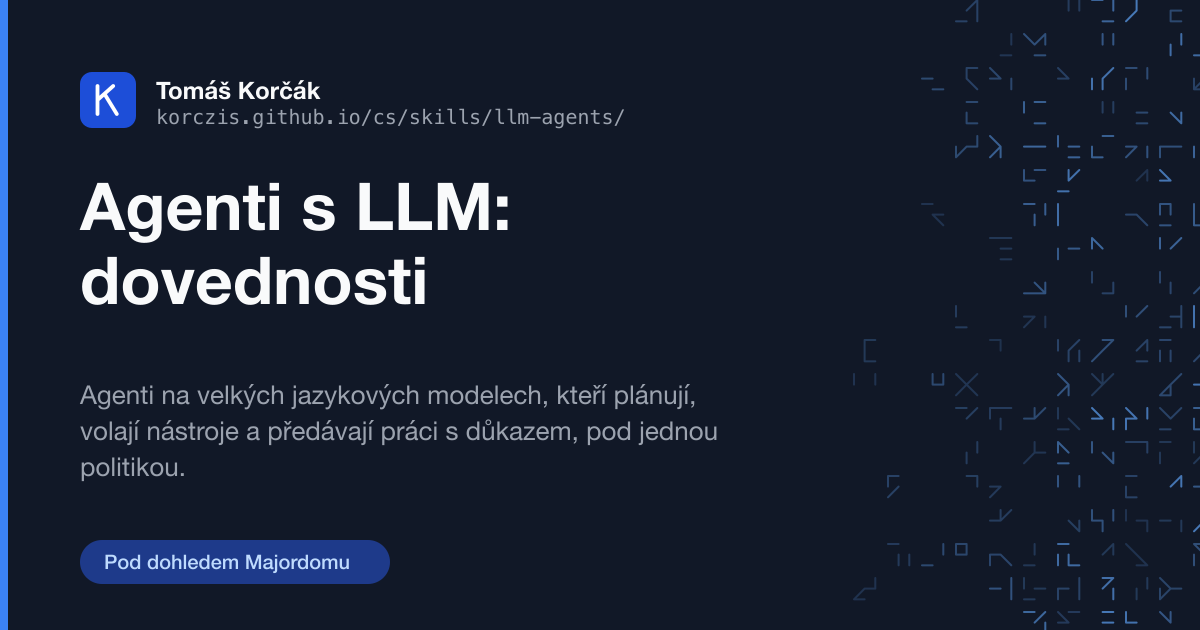 Tomáš Korčák
korczis.github.io/cs/skills/llm-agents/
Agenti s LLM:
dovednosti
Agenti na velkých jazykových modelech, kteří plánují,
volají nástroje a předávají práci s důkazem, pod jednou
politikou.
Pod dohledem Majordomu